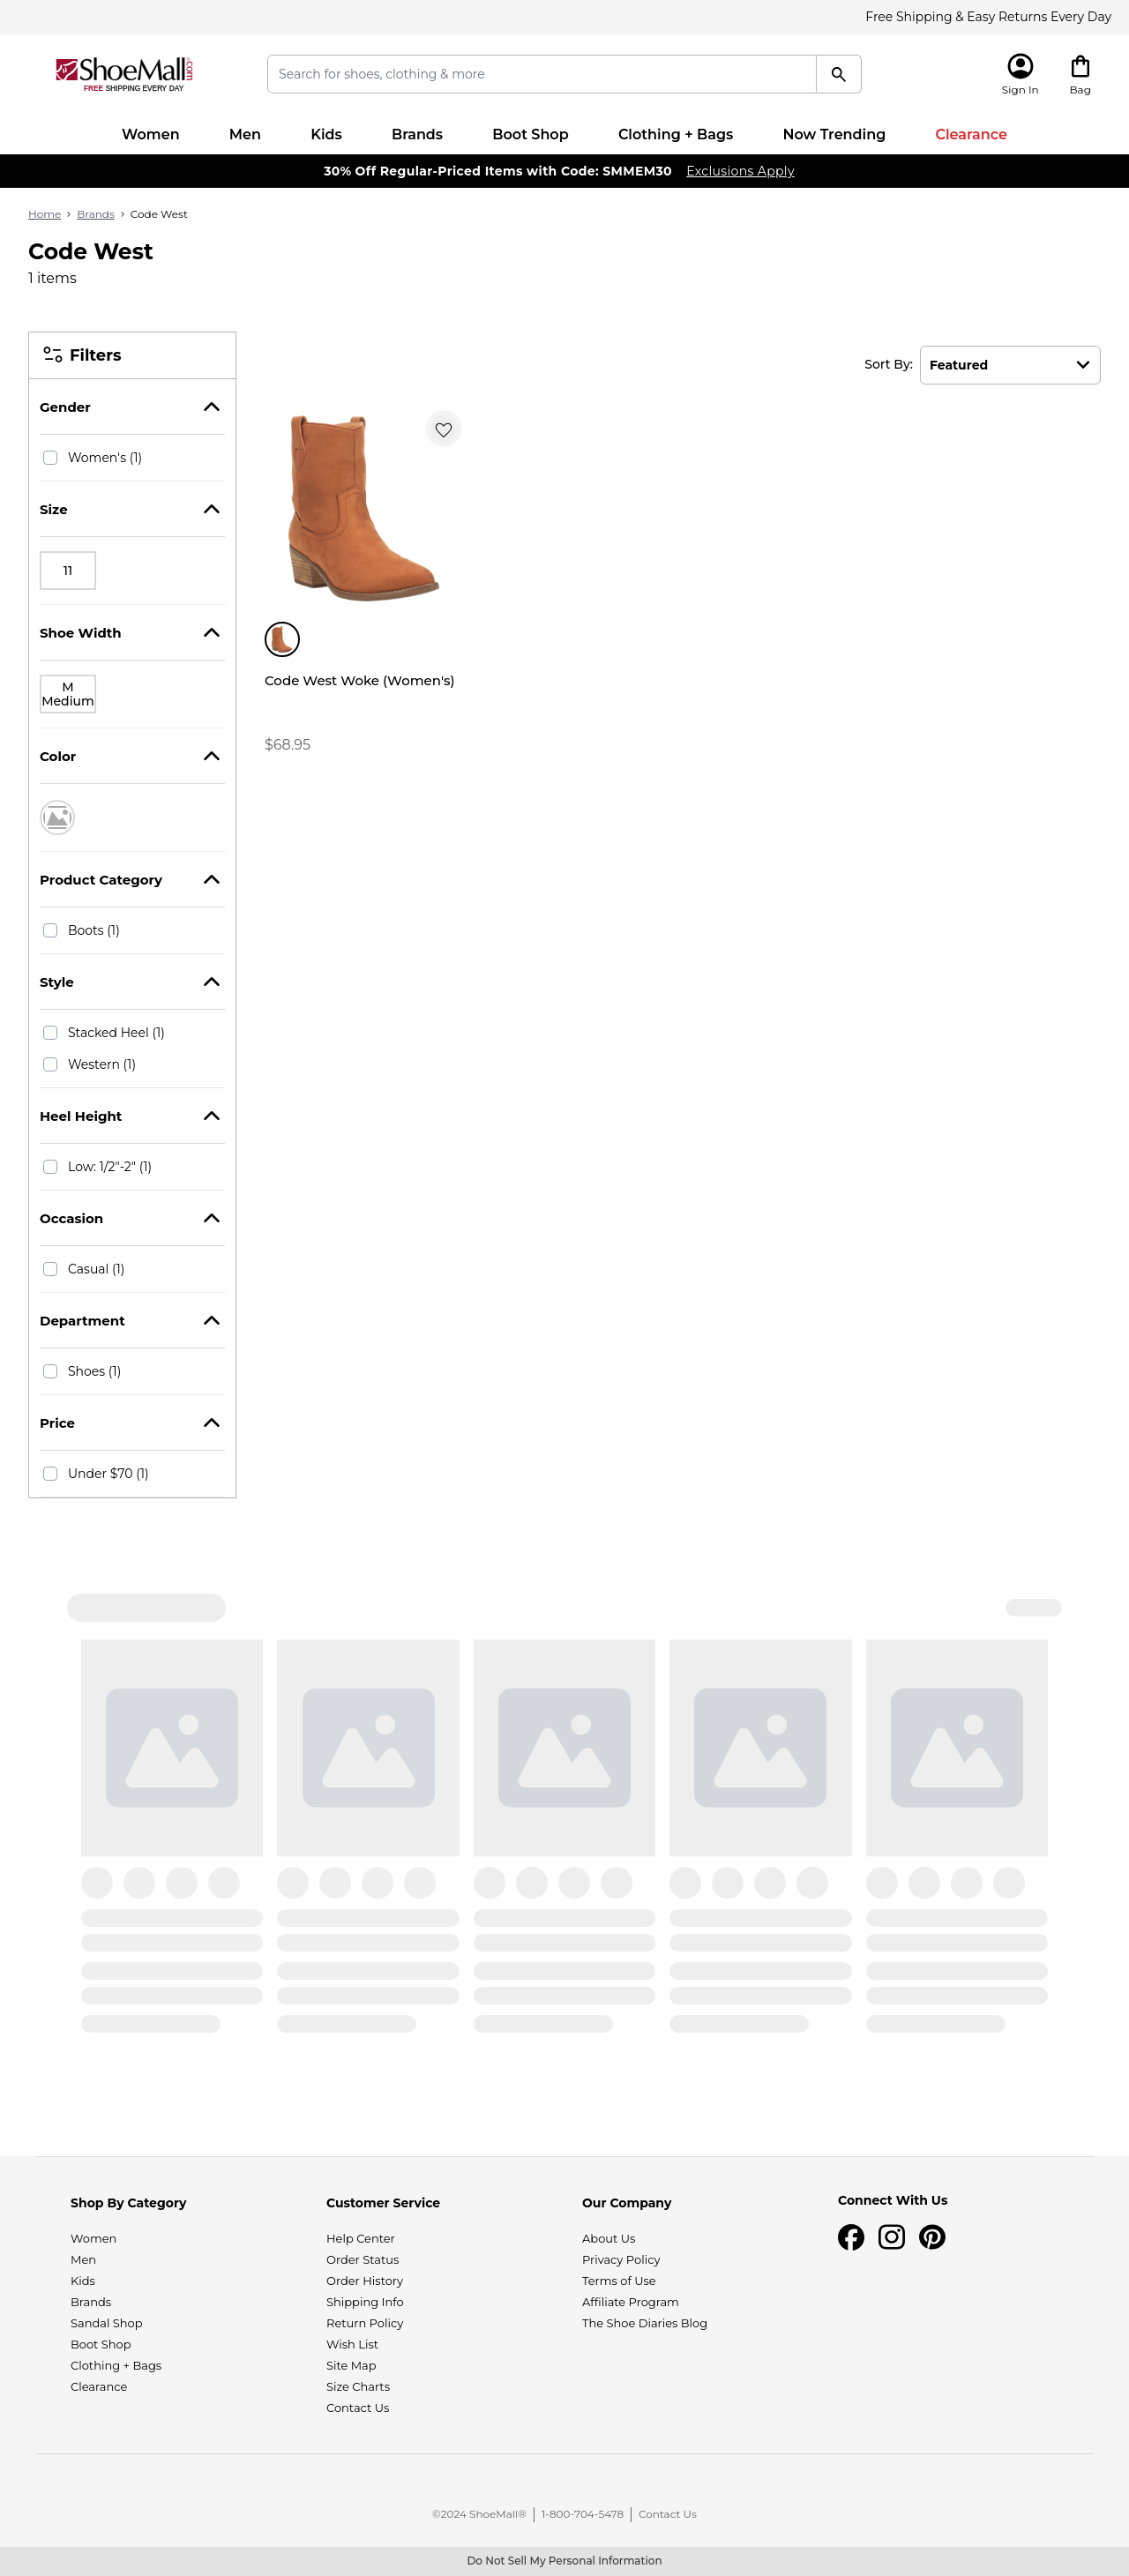 Free Shipping & Easy Returns Every Day
ShoeMall.com
FREE SHIPPING EVERY DAY
Search for shoes, clothing & more
Sign In
Bag
Women Men Kids Brands Boot Shop Clothing + Bags Now Trending Clearance
30% Off Regular-Priced Items with Code: SMMEM30 Exclusions Apply
Home › Brands › Code West
Code West
1 items
Filters
Sort By: Featured
Gender
Women's (1)
Size
11
Shoe Width
M
Medium
Color
Product Category
Boots (1)
Style
Stacked Heel (1)
Western (1)
Heel Height
Low: 1/2"-2" (1)
Occasion
Casual (1)
Department
Shoes (1)
Price
Under $70 (1)
Code West Woke (Women's)
$68.95
Shop By Category
Women
Men
Kids
Brands
Sandal Shop
Boot Shop
Clothing + Bags
Clearance
Customer Service
Help Center
Order Status
Order History
Shipping Info
Return Policy
Wish List
Site Map
Size Charts
Contact Us
Our Company
About Us
Privacy Policy
Terms of Use
Affiliate Program
The Shoe Diaries Blog
Connect With Us
©2024 ShoeMall® | 1-800-704-5478 | Contact Us
Do Not Sell My Personal Information